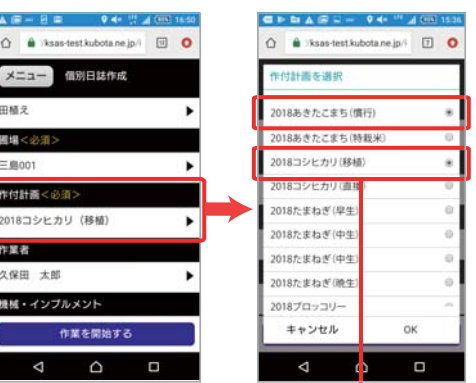 16:50
ksas-test.kubota.ne.jp/
メニュー 個別日誌作成
田植え
圃場<必須>
三島001
作付計画<必須>
2018コシヒカリ（移植）
作業者
久保田 太郎
機械・インプルメント
作業を開始する
15:36
ksas-test.kubota.ne.jp/
作付計画を選択
2018あきたこまち(慣行)
2018あきたこまち(特栽米)
2018コシヒカリ(移植)
2018コシヒカリ(直播)
2018たまねぎ(早生)
2018たまねぎ(中生)
2018たまねぎ(中生)
2018たまねぎ(晩生)
2018ブロッコリー
キャンセル OK